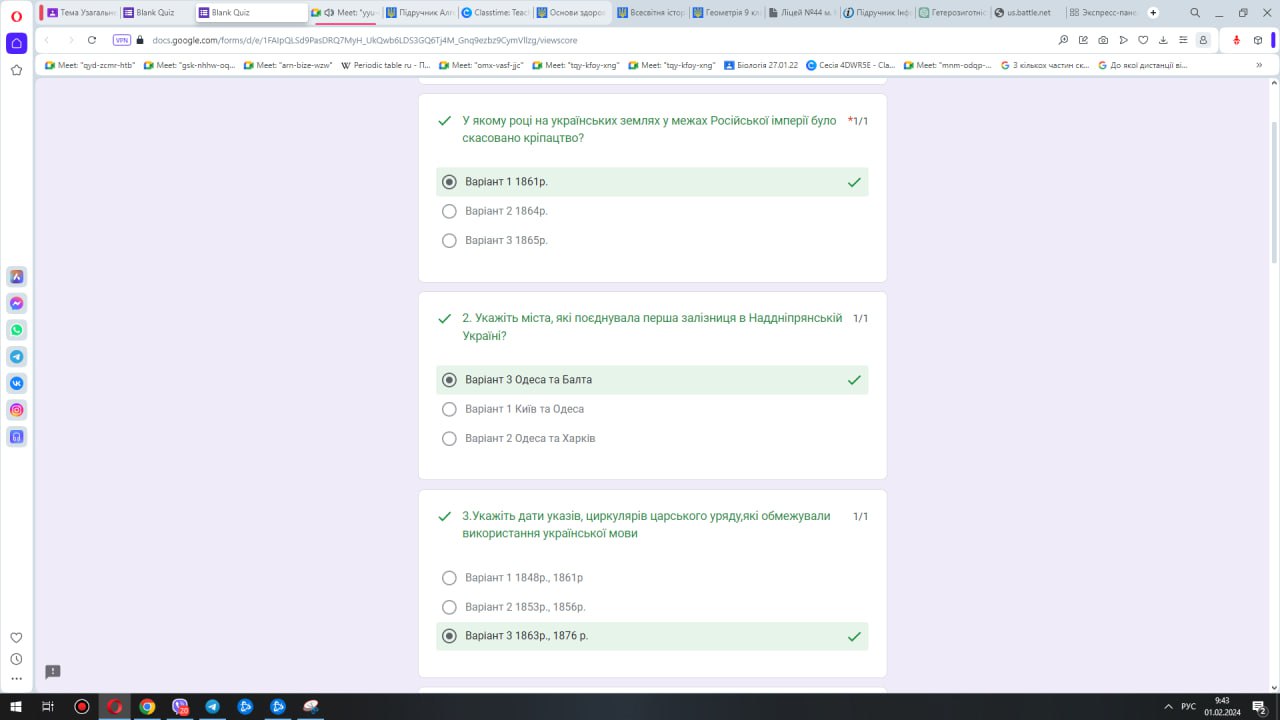 Тема Узагальн
Blank Quiz
Blank Quiz
Meet: "yyu-
Підручник Алг
Classtime: Teac
Основи здоров
Всесвітня істор
Геометрія 9 кл
Ліцей №44 м.
Підручник Інф
Гетерозиготні
us.battle.net
Экспресс-пане
VPN
docs.google.com/forms/d/e/1FAIpQLSd9PasDRQ7MyH_UkQwb6LDS3GQ6Tj4M_Gnq9ezbz9CymVllzg/viewscore
Meet: "qyd-zcmr-htb"
Meet: "gsk-nhhw-oq...
Meet: "arn-bize-wzw"
Periodic table ru - П...
Meet: "omx-vasf-jjc"
Meet: "tqy-kfoy-xng"
Meet: "tqy-kfoy-xng"
Біологія 27.01.22
Сесія 4DWR5E - Cla...
Meet: "mnm-odqp-...
З кількох частин ск...
До якої дистанції ві...
»
У якому році на українських землях у межах Російської імперії було *1/1
скасовано кріпацтво?
Варіант 1 1861р.
Варіант 2 1864р.
Варіант 3 1865р.
2. Укажіть міста, які поєднувала перша залізниця в Наддніпрянській 1/1
Україні?
Варіант 3 Одеса та Балта
Варіант 1 Київ та Одеса
Варіант 2 Одеса та Харків
3.Укажіть дати указів, циркулярів царського уряду,які обмежували 1/1
використання української мови
Варіант 1 1848р., 1861р
Варіант 2 1853р., 1856р.
Варіант 3 1863р., 1876 р.
РУС
9:43
01.02.2024
2